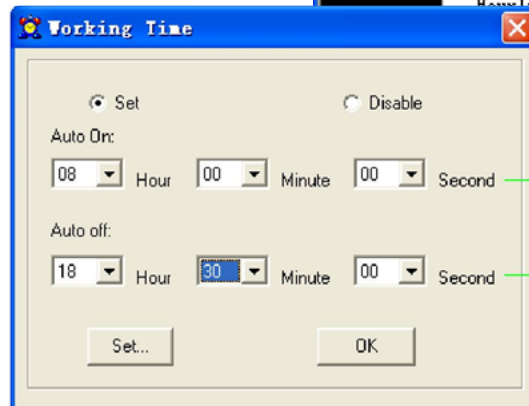 Working Time
Set Disable
Auto On:
08 Hour 00 Minute 00 Second
Auto off:
18 Hour 30 Minute 00 Second
Set... OK